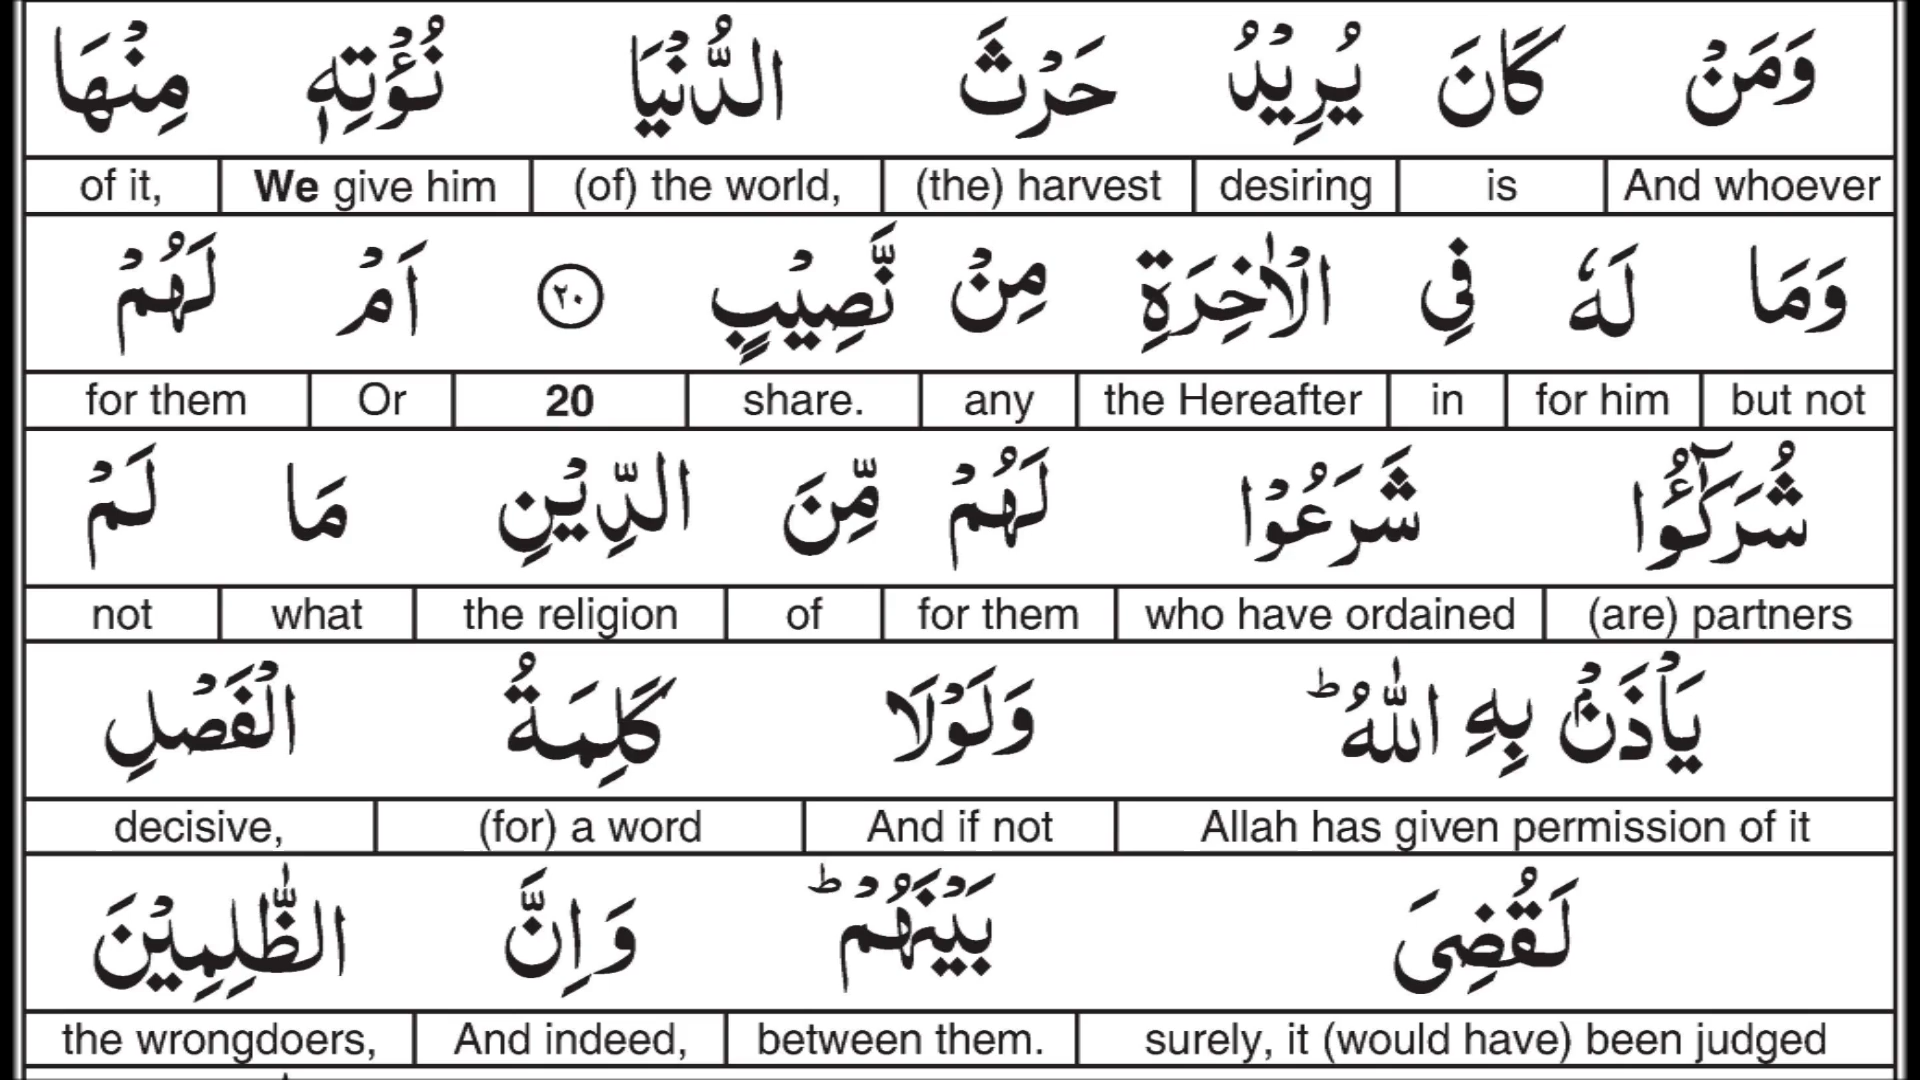 وَمَنْ كَانَ يُرِيْدُ حَرْثَ الدُّنْيَا نُؤْتِهٖ مِنْهَا
And whoever is desiring (the) harvest (of) the world, We give him of it,
وَمَا لَهٗ فِي الْاٰخِرَةِ مِنْ نَّصِيْبٍ ٢٠ اَمْ لَهُمْ
but not for him in the Hereafter any share. 20 Or for them
شُرَكٰٓؤُا شَرَعُوْا لَهُمْ مِّنَ الدِّيْنِ مَا لَمْ
(are) partners who have ordained for them of the religion what not
يَاْذَنْۢ بِهِ اللّٰهُ ؕ وَلَوْلَا كَلِمَةُ الْفَصْلِ
Allah has given permission of it And if not (for) a word decisive,
لَقُضِيَ بَيْنَهُمْ ؕ وَاِنَّ الظّٰلِمِيْنَ
surely, it (would have) been judged between them. And indeed, the wrongdoers,